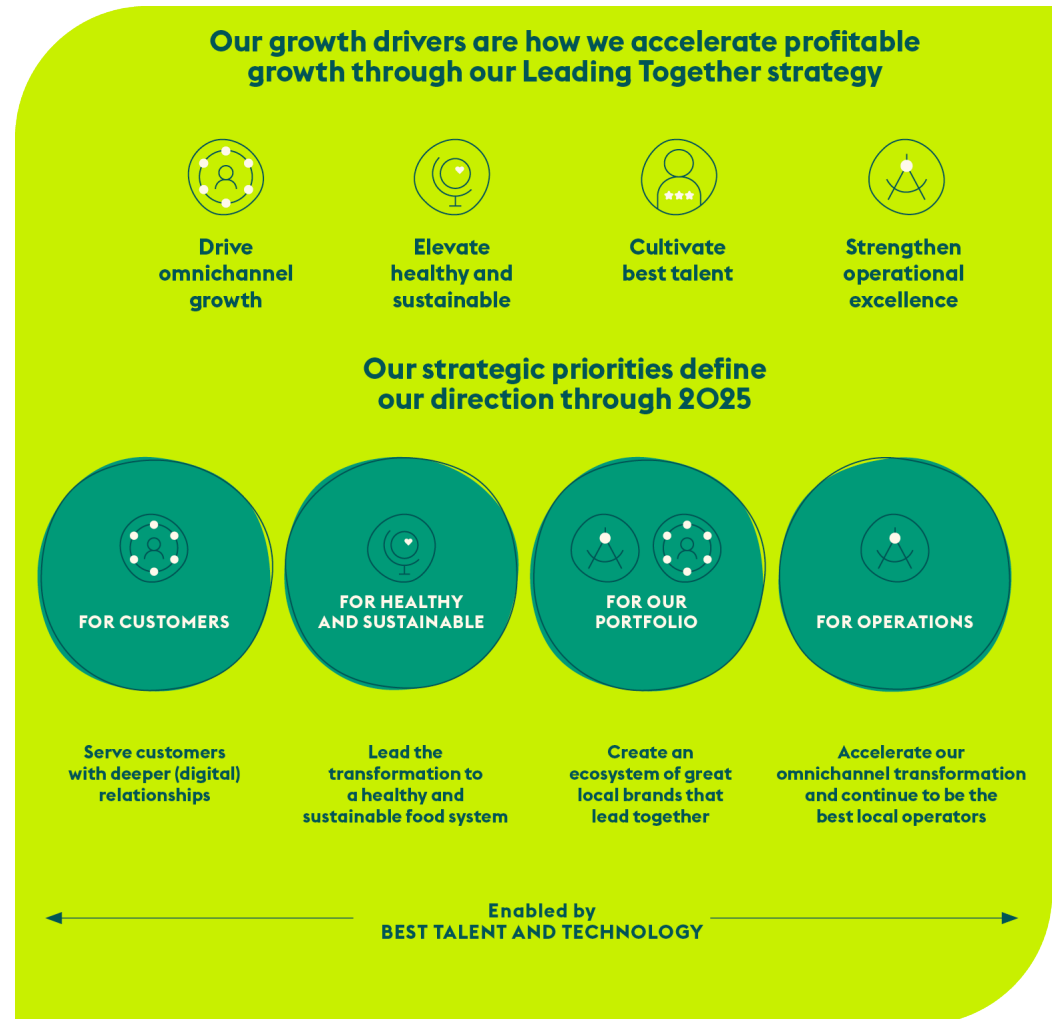 Our growth drivers are how we accelerate profitable
growth through our Leading Together strategy
Drive
omnichannel
growth
Elevate
healthy and
sustainable
Cultivate
best talent
Strengthen
operational
excellence
Our strategic priorities define
our direction through 2025
FOR CUSTOMERS
FOR HEALTHY
AND SUSTAINABLE
FOR OUR
PORTFOLIO
FOR OPERATIONS
Serve customers
with deeper (digital)
relationships
Lead the
transformation to
a healthy and
sustainable food system
Create an
ecosystem of great
local brands that
lead together
Accelerate our
omnichannel transformation
and continue to be the
best local operators
Enabled by
BEST TALENT AND TECHNOLOGY